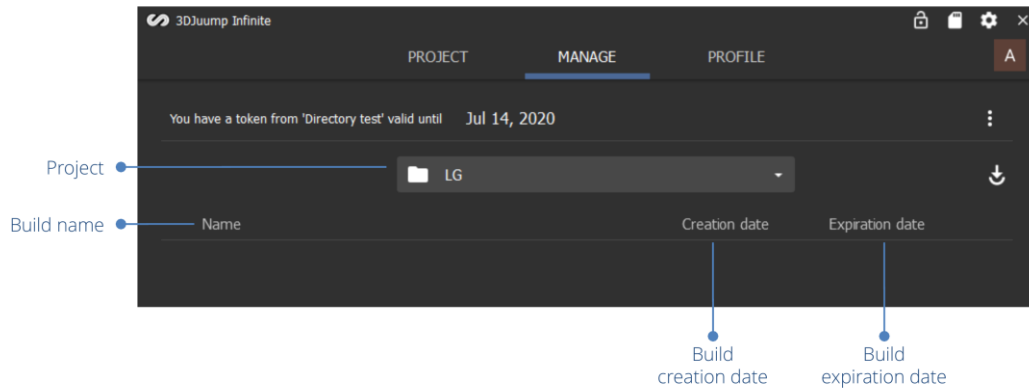 3DJuump Infinite
PROJECT MANAGE PROFILE
A
You have a token from 'Directory test' valid until Jul 14, 2020
Project
LG
Build name
Name Creation date Expiration date
Build
creation date
Build
expiration date